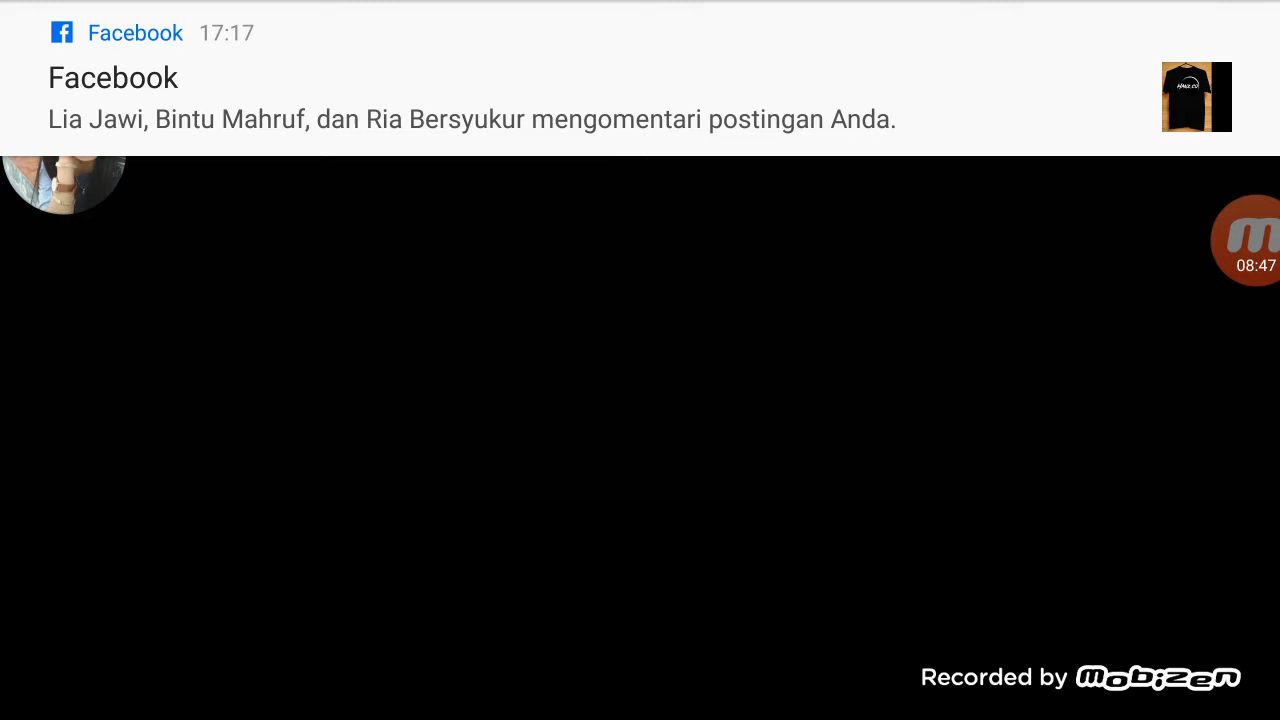 Facebook 17:17
Facebook
Lia Jawi, Bintu Mahruf, dan Ria Bersyukur mengomentari postingan Anda.
08:47
Recorded by mobizen